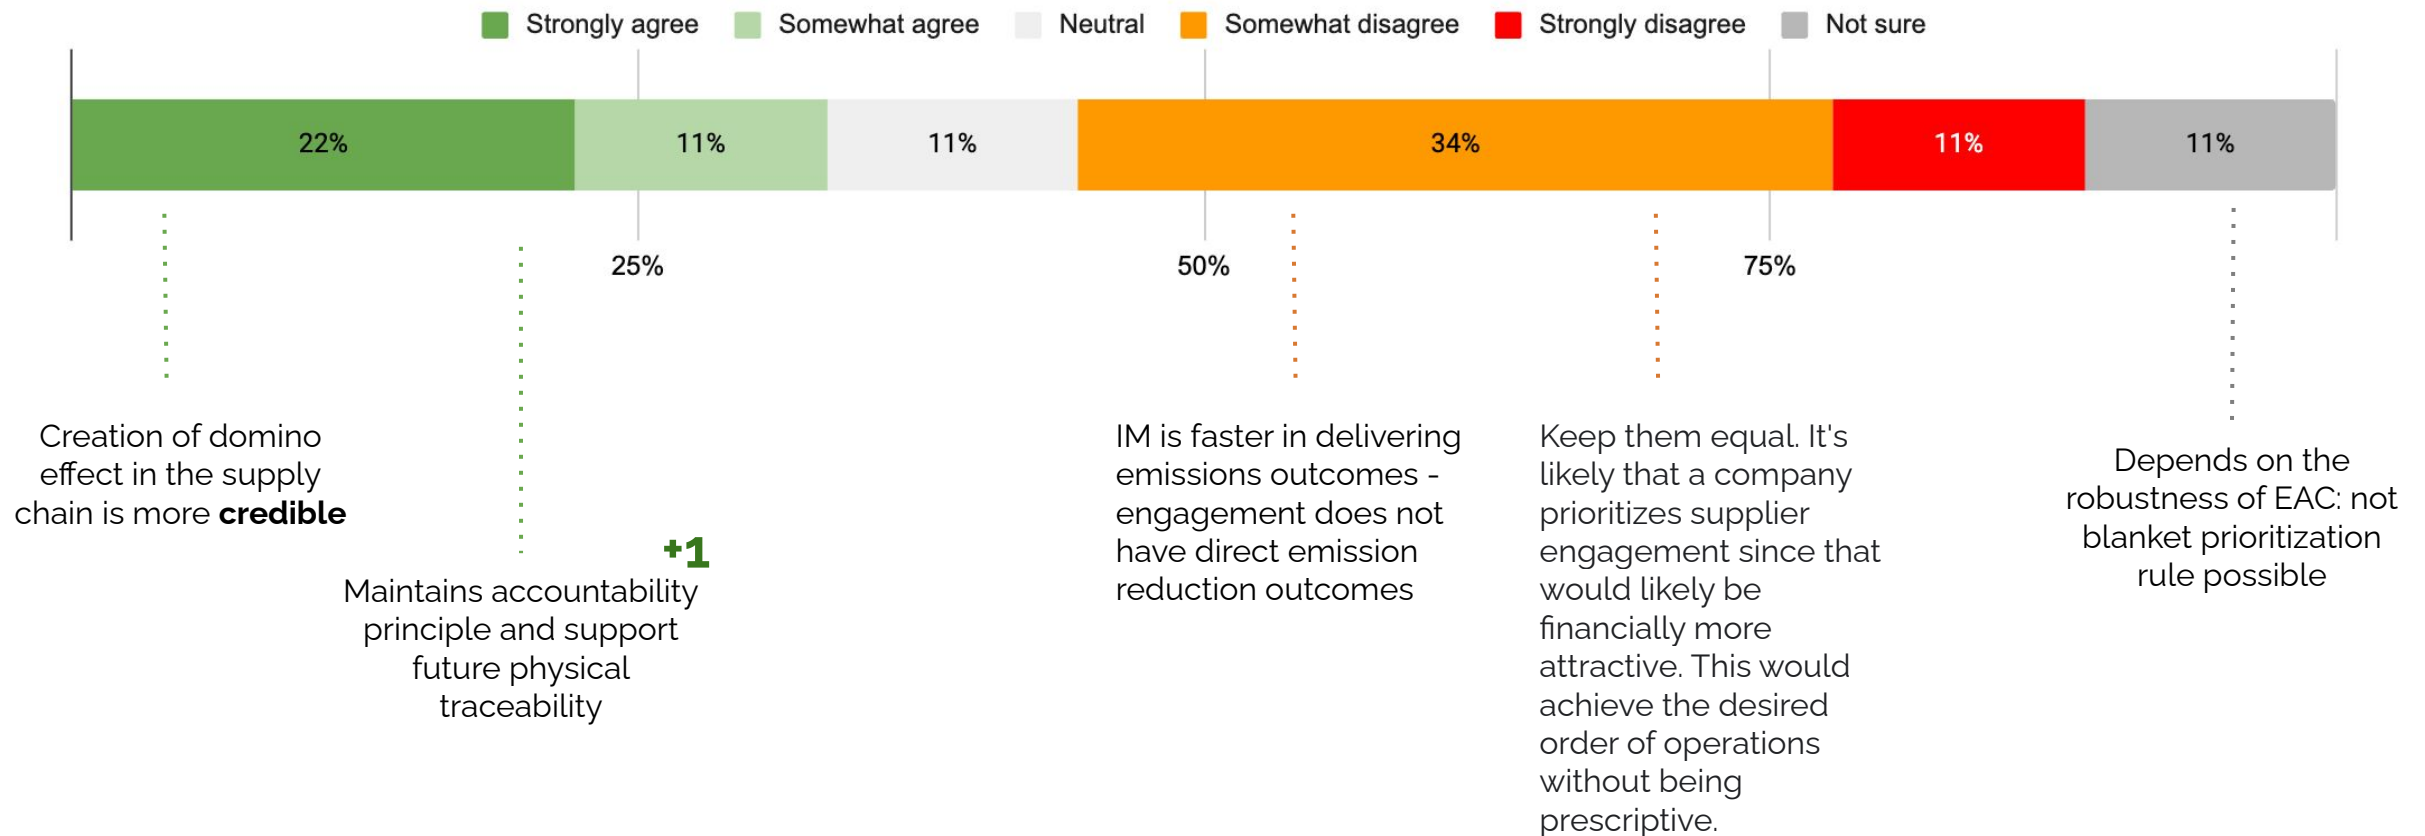 Strongly agree
Somewhat agree
Neutral
Somewhat disagree
Strongly disagree
Not sure
22%
11%
11%
34%
11%
11%
25%
50%
75%
Creation of domino
effect in the supply
chain is more credible
+1
Maintains accountability
principle and support
future physical
traceability
IM is faster in delivering
emissions outcomes -
engagement does not
have direct emission
reduction outcomes
Keep them equal. It's
likely that a company
prioritizes supplier
engagement since that
would likely be
financially more
attractive. This would
achieve the desired
order of operations
without being
prescriptive.
Depends on the
robustness of EAC: not
blanket prioritization
rule possible